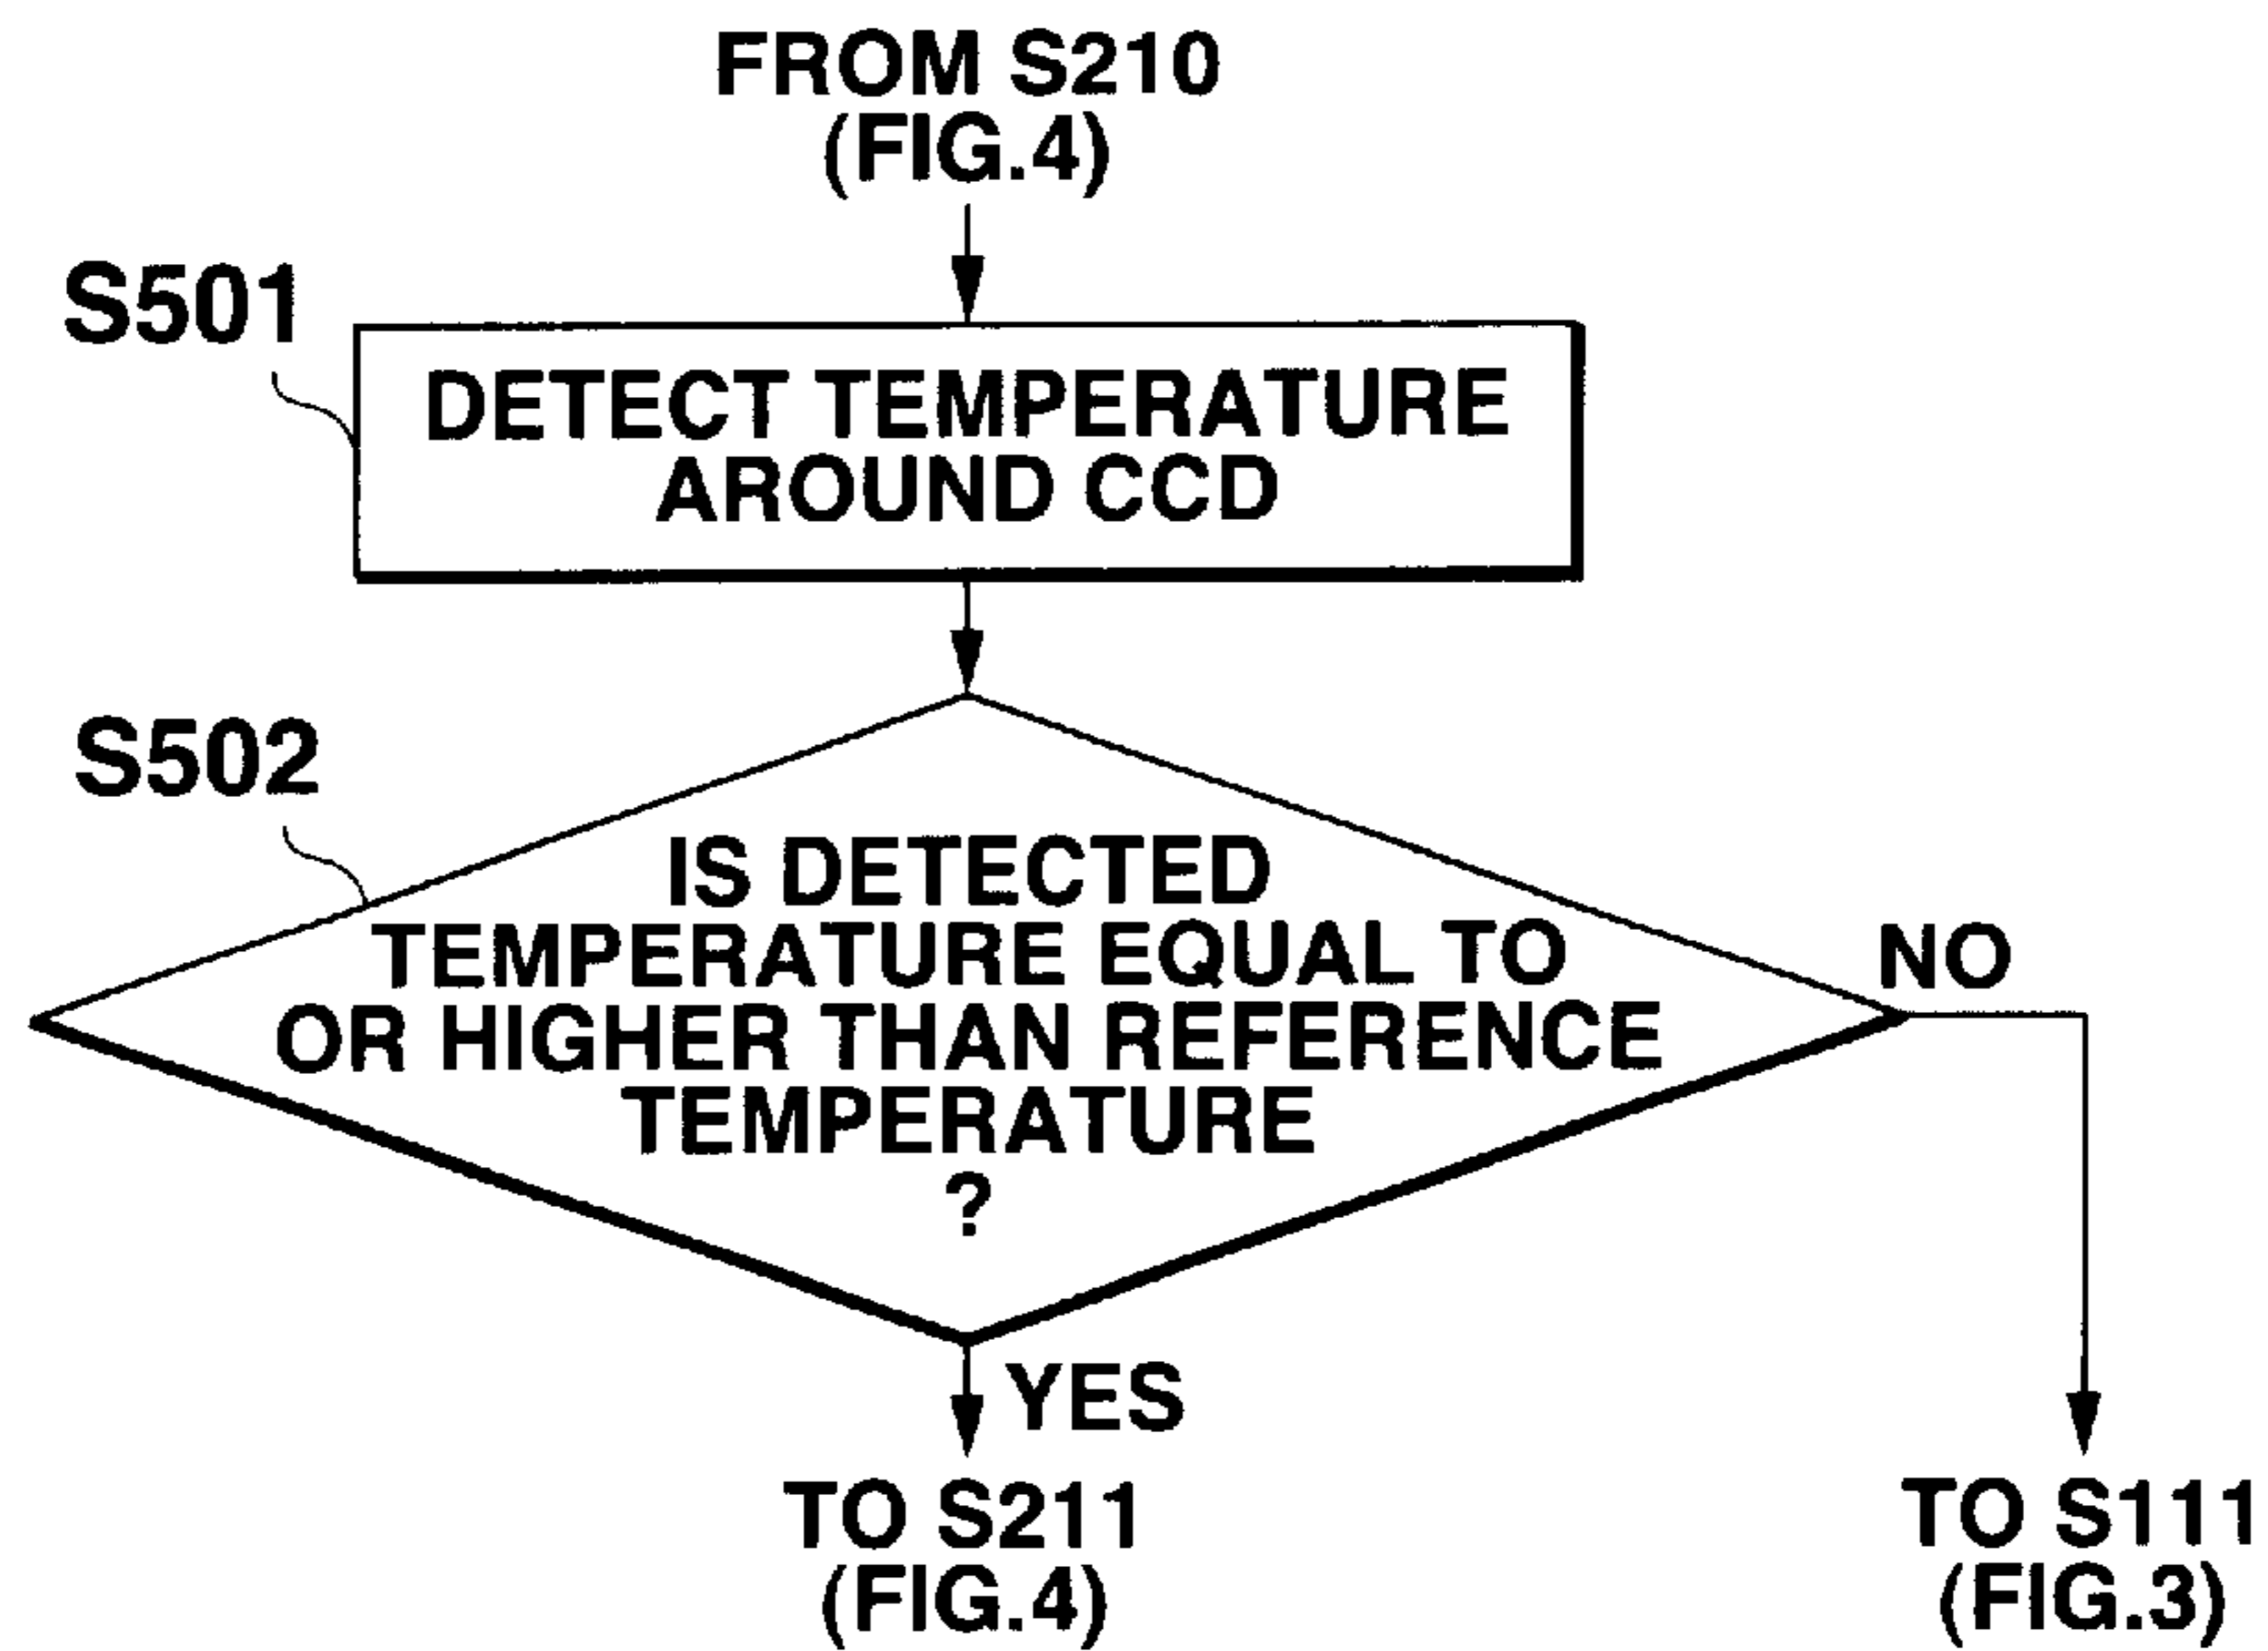 FROM S210
(FIG.4)
S501
DETECT TEMPERATURE
AROUND CCD
S502
IS DETECTED
TEMPERATURE EQUAL TO
OR HIGHER THAN REFERENCE
TEMPERATURE
?
NO
YES
TO S211
(FIG.4)
TO S111
(FIG.3)